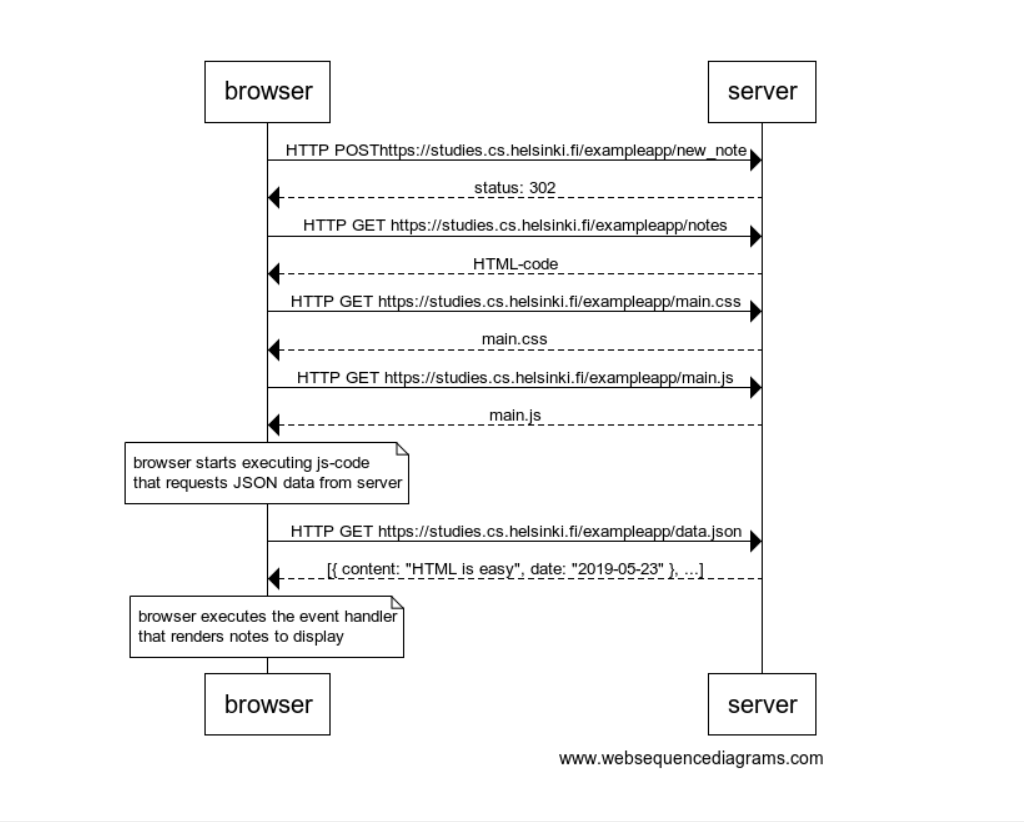 browser
server
HTTP POSThttps://studies.cs.helsinki.fi/exampleapp/new_note
status: 302
HTTP GET https://studies.cs.helsinki.fi/exampleapp/notes
HTML-code
HTTP GET https://studies.cs.helsinki.fi/exampleapp/main.css
main.css
HTTP GET https://studies.cs.helsinki.fi/exampleapp/main.js
main.js
browser starts executing js-code
that requests JSON data from server
HTTP GET https://studies.cs.helsinki.fi/exampleapp/data.json
[{ content: "HTML is easy", date: "2019-05-23" }, ...]
browser executes the event handler
that renders notes to display
browser
server
www.websequencediagrams.com